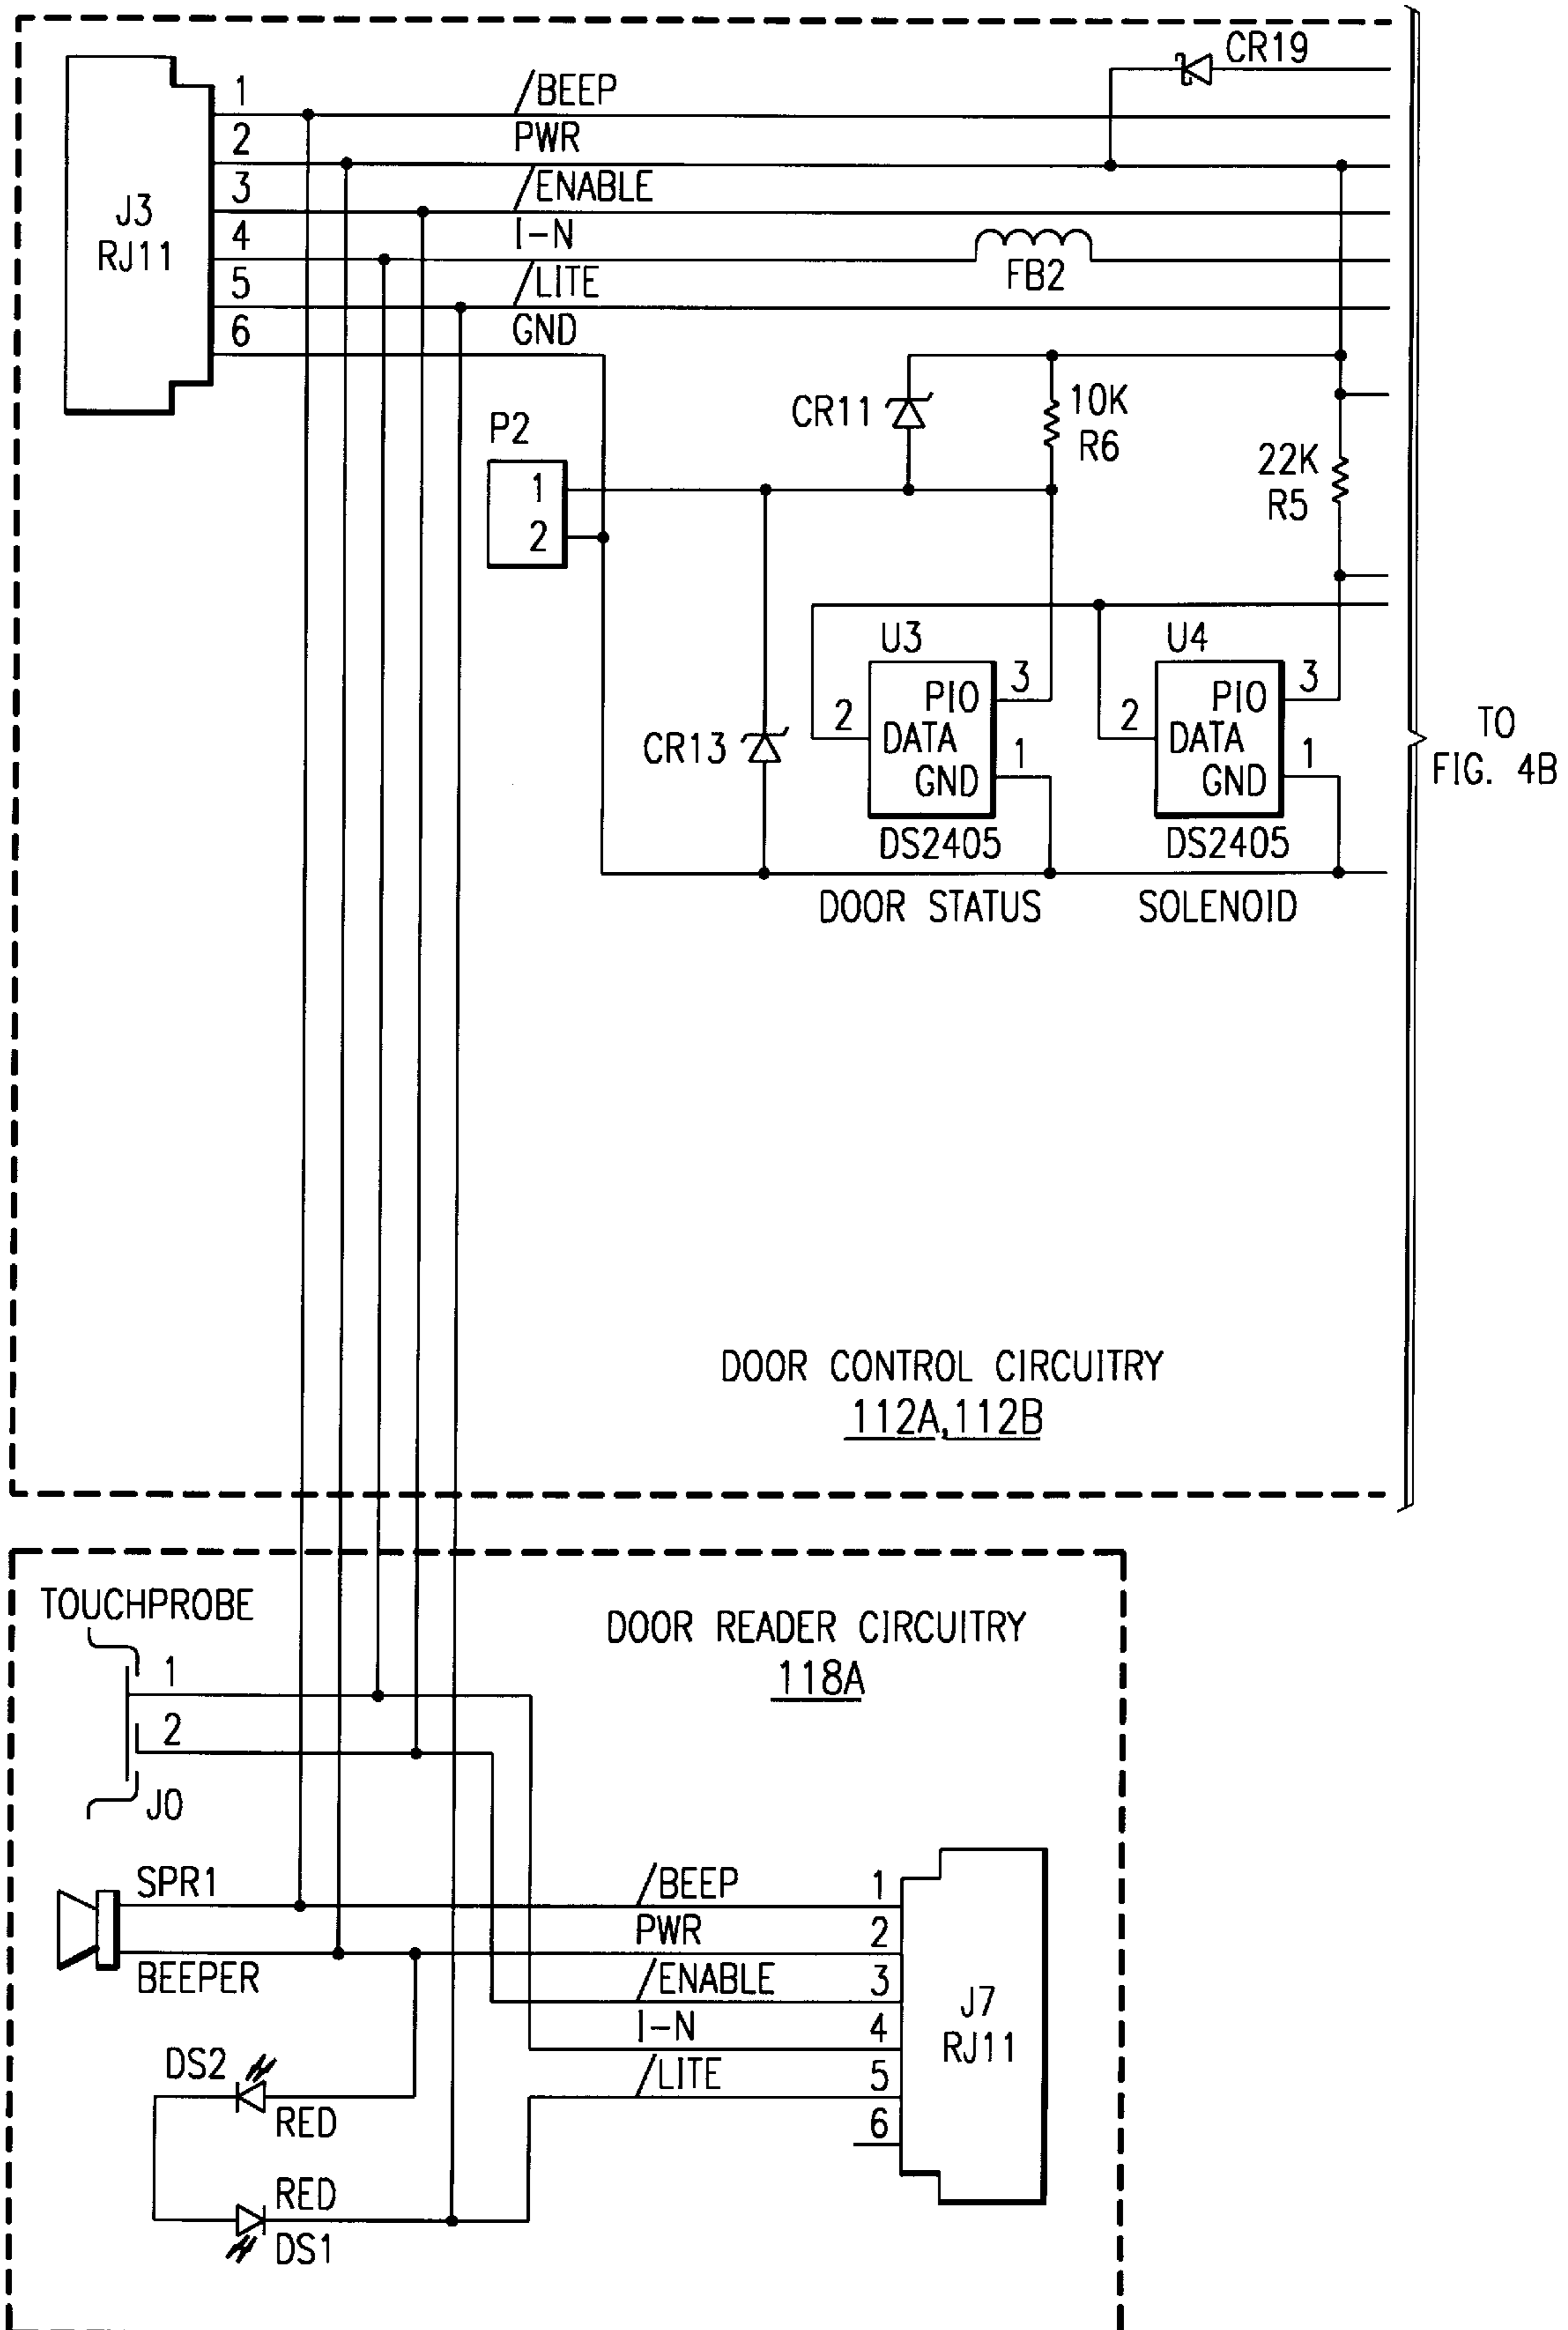 CR19
1
/BEEP
2
PWR
3
/ENABLE
J3
RJ11
4
I-N
FB2
5
/LITE
6
GND
CR11
10K
R6
P2
1
2
22K
R5
U3
U4
PIO
3
PIO
3
2
DATA
2
DATA
GND
1
GND
1
CR13
DS2405
DS2405
DOOR STATUS
SOLENOID
TO
FIG. 4B
DOOR CONTROL CIRCUITRY
112A,112B
TOUCHPROBE
DOOR READER CIRCUITRY
118A
1
2
J0
SPR1
/BEEP
1
PWR
2
BEEPER
/ENABLE
3
J7
RJ11
I-N
4
DS2
/LITE
5
RED
6
RED
DS1